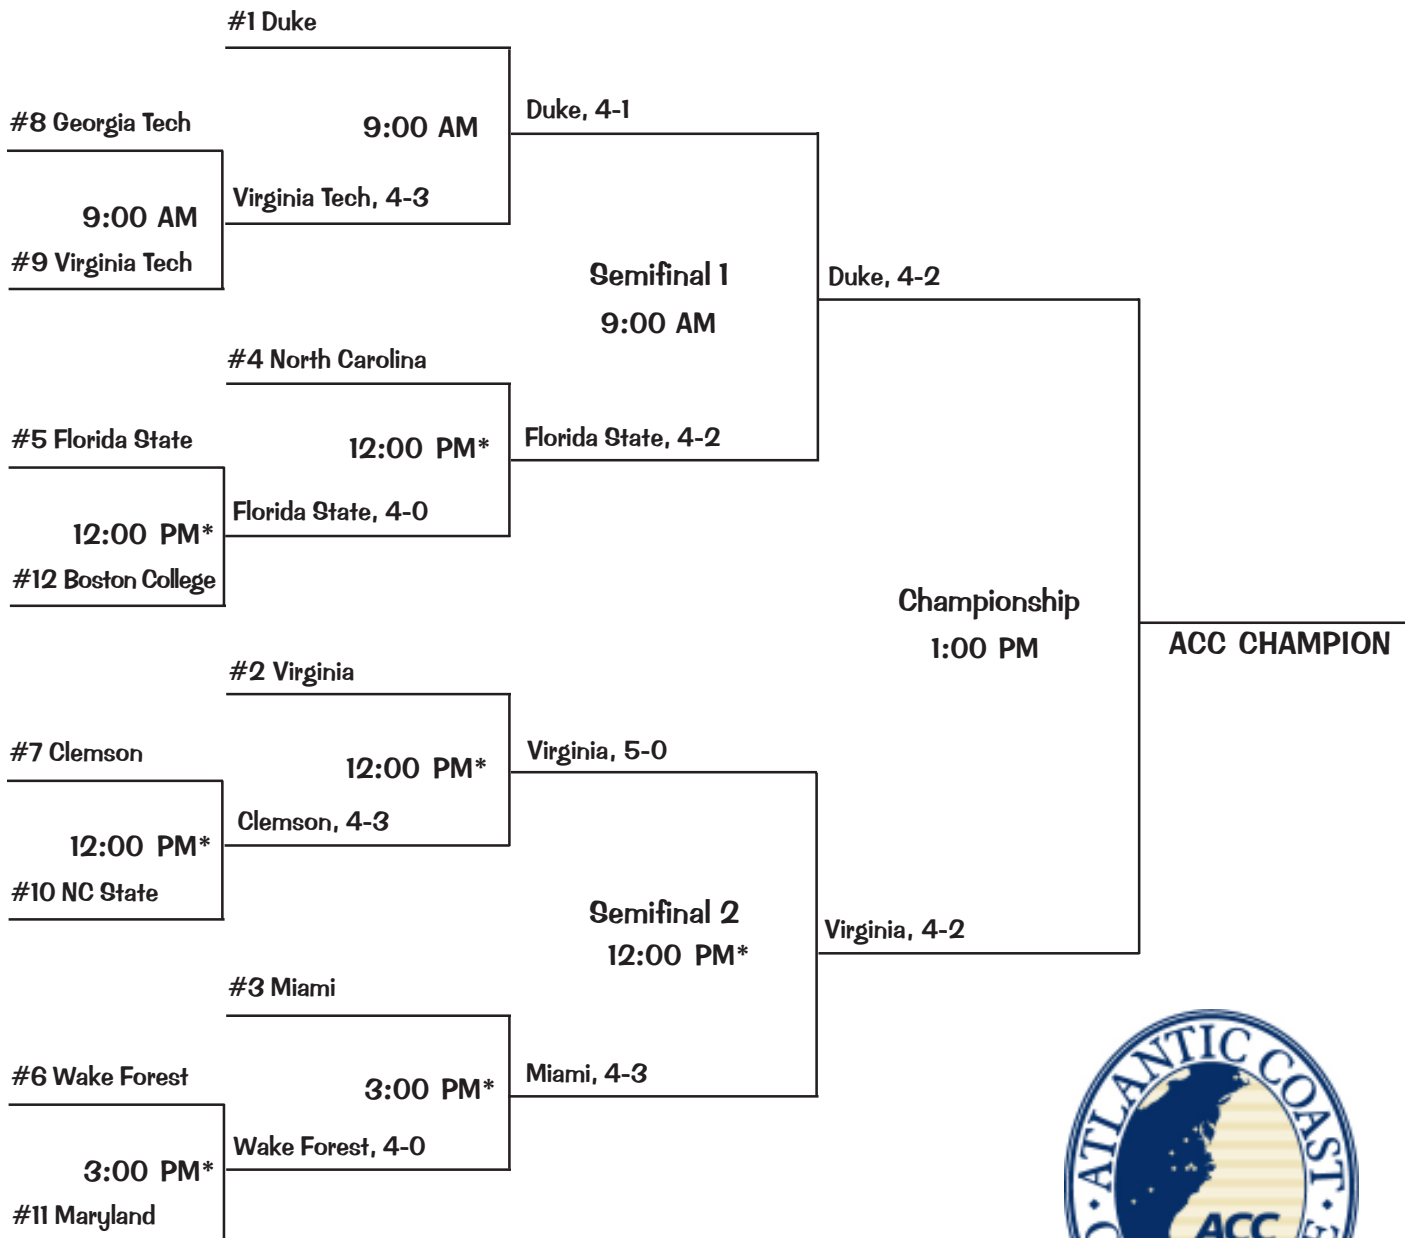 #1 Duke
Duke, 4-1
#8 Georgia Tech
9:00 AM
Virginia Tech, 4-3
9:00 AM
#9 Virginia Tech
Semifinal 1
9:00 AM
Duke, 4-2
#4 North Carolina
#5 Florida State
12:00 PM*
Florida State, 4-2
Florida State, 4-0
12:00 PM*
#12 Boston College
Championship
1:00 PM
ACC CHAMPION
#2 Virginia
#7 Clemson
12:00 PM*
Virginia, 5-0
Clemson, 4-3
12:00 PM*
#10 NC State
Semifinal 2
12:00 PM*
Virginia, 4-2
#3 Miami
#6 Wake Forest
3:00 PM*
Miami, 4-3
Wake Forest, 4-0
3:00 PM*
#11 Maryland
ATLANTIC COAST
ACC